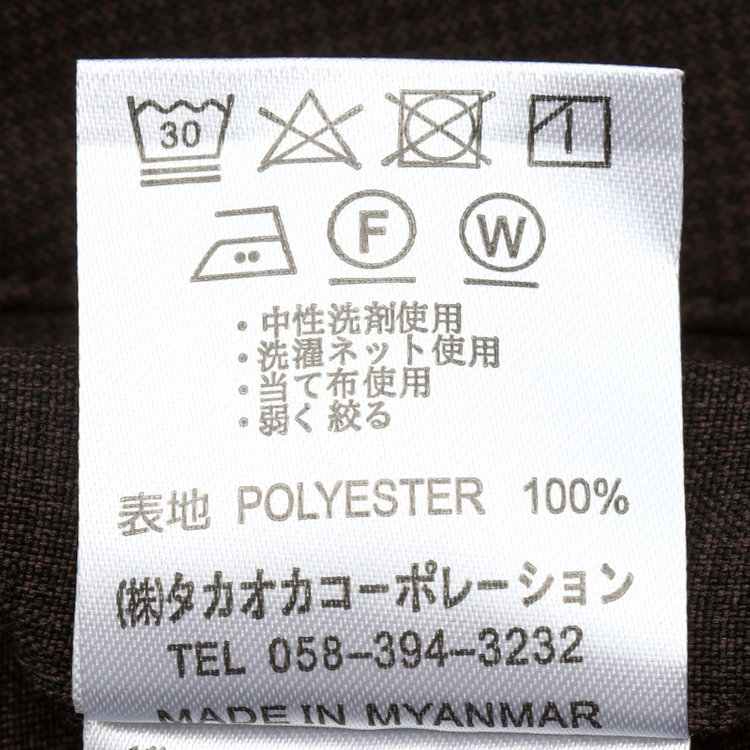 30
F W
・中性洗剤使用
・洗濯ネット使用
・当て布使用
・弱く絞る
表地 POLYESTER 100%
(株)タカオカコーポレーション
TEL 058-394-3232
MADE IN MYANMAR